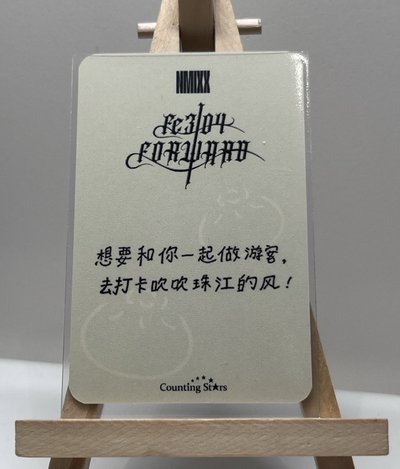 NMIXX
Fe3O4
FORWARD
想要和你一起做游客,
去打卡吹吹珠江的风!
Counting Stars